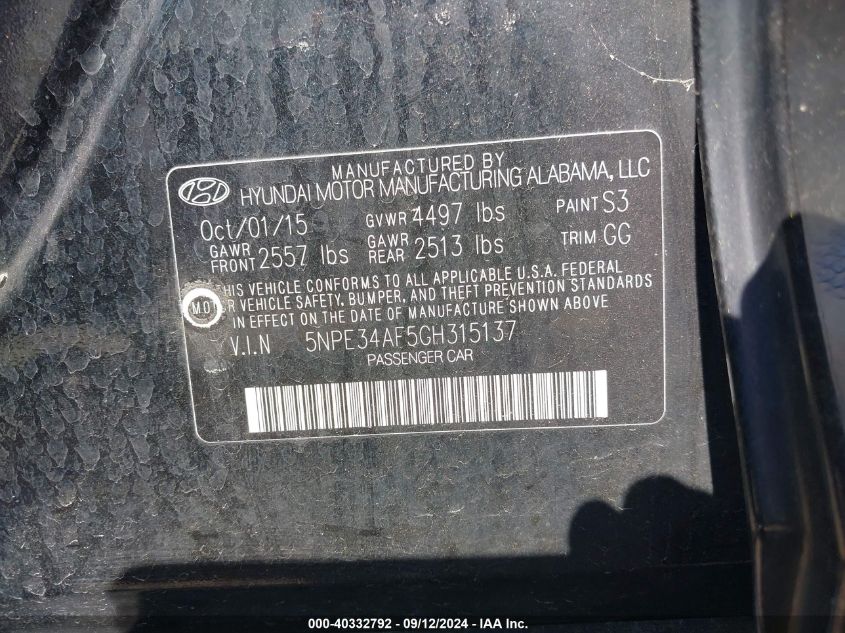 MANUFACTURED BY
HYUNDAI MOTOR MANUFACTURING ALABAMA, LLC
Oct/01/15 GVWR 4497 lbs PAINT S3
GAWR FRONT 2557 lbs GAWR REAR 2513 lbs TRIM GG
HIS VEHICLE CONFORMS TO ALL APPLICABLE U.S.A. FEDERAL
R VEHICLE SAFETY, BUMPER, AND THEFT PREVENTION STANDARDS
IN EFFECT ON THE DATE OF MANUFACTURE SHOWN ABOVE
MO
V.I.N 5NPE34AF5GH315137
PASSENGER CAR
000-40332792 - 09/12/2024 - IAA Inc.